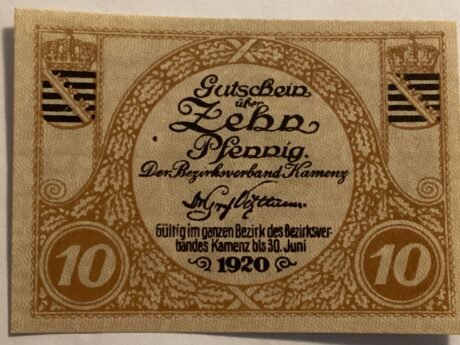 Gutschein
über
Zehn
Pfennig.
Der Bezirksverband Kamenz
Gültig im ganzen Bezirk des Bezirksver-
bandes Kamenz bis 30. Juni
1920
10
10